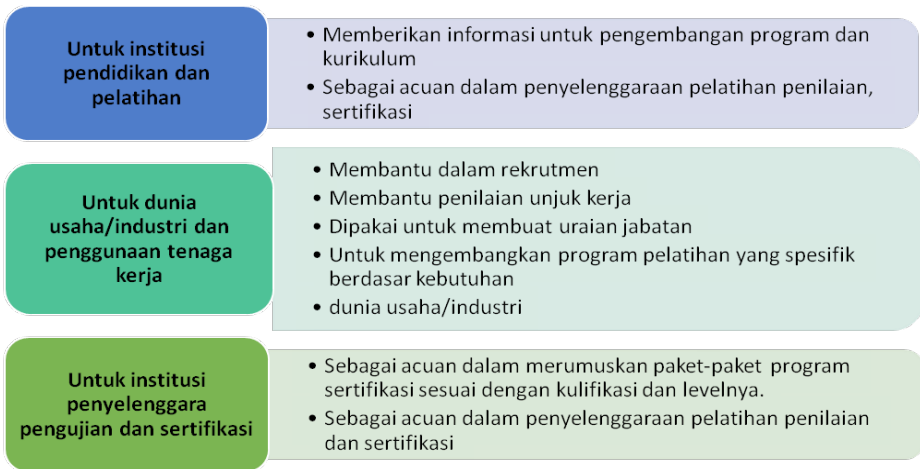 Untuk institusi
pendidikan dan
pelatihan
• Memberikan informasi untuk pengembangan program dan
kurikulum
• Sebagai acuan dalam penyelenggaraan pelatihan penilaian,
sertifikasi
Untuk dunia
usaha/industri dan
penggunaan tenaga
kerja
• Membantu dalam rekrutmen
• Membantu penilaian unjuk kerja
• Dipakai untuk membuat uraian jabatan
• Untuk mengembangkan program pelatihan yang spesifik
berdasar kebutuhan
• dunia usaha/industri
Untuk institusi
penyelenggara
pengujian dan sertifikasi
• Sebagai acuan dalam merumuskan paket-paket program
sertifikasi sesuai dengan kulifikasi dan levelnya.
• Sebagai acuan dalam penyelenggaraan pelatihan penilaian
dan sertifikasi